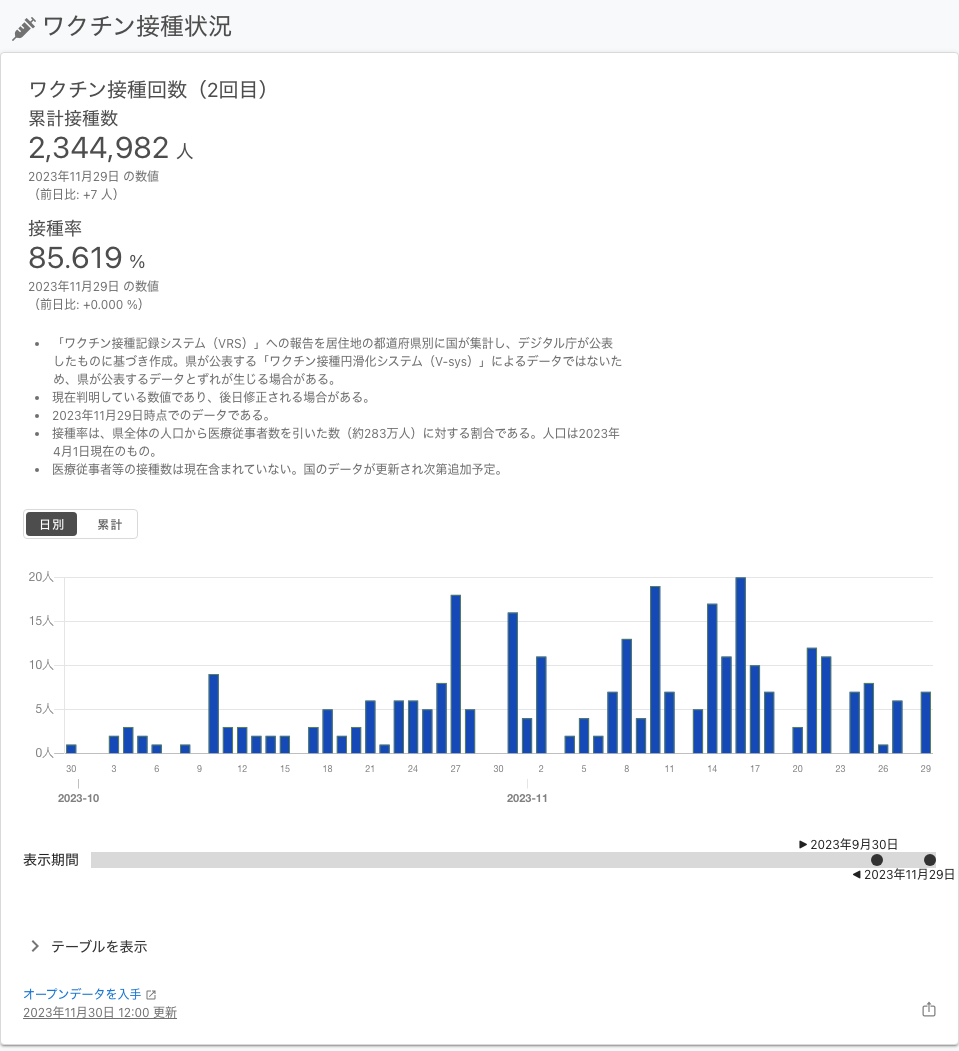 ワクチン接種状況
ワクチン接種回数（2回目）
累計接種数
2,344,982 人
2023年11月29日 の数値
（前日比: +7 人）
接種率
85.619 %
2023年11月29日 の数値
（前日比: +0.000 %）
• 「ワクチン接種記録システム（VRS）」への報告を居住地の都道府県別に国が集計し、デジタル庁が公表
したものに基づき作成。県が公表する「ワクチン接種円滑化システム（V-sys）」によるデータではないた
め、県が公表するデータとずれが生じる場合がある。
• 現在判明している数値であり、後日修正される場合がある。
• 2023年11月29日時点でのデータである。
• 接種率は、県全体の人口から医療従事者数を引いた数（約283万人）に対する割合である。人口は2023年
4月1日現在のもの。
• 医療従事者等の接種数は現在含まれていない。国のデータが更新され次第追加予定。
日別 累計
20人
15人
10人
5人
0人
30 3 6 9 12 15 18 21 24 27 30 2 5 8 11 14 17 20 23 26 29
2023-10 2023-11
▶ 2023年9月30日
表示期間
◀ 2023年11月29日
テーブルを表示
オープンデータを入手
2023年11月30日 12:00 更新